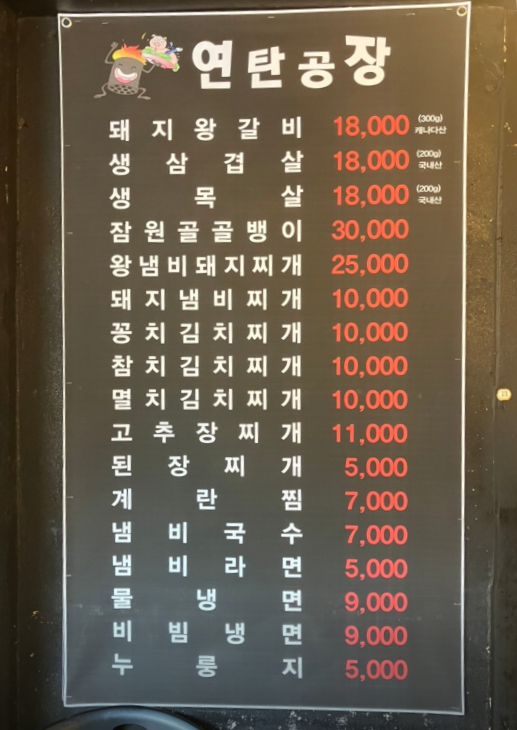 연탄공장
돼지왕갈비 18,000 (300g) 캐나다산
생삼겹살 18,000 (200g) 국내산
생목살 18,000 (200g) 국내산
잠원골골뱅이 30,000
왕냄비돼지찌개 25,000
돼지냄비찌개 10,000
꽁치김치찌개 10,000
참치김치찌개 10,000
멸치김치찌개 10,000
고추장찌개 11,000
된장찌개 5,000
계란찜 7,000
냄비국수 7,000
냄비라면 5,000
물냉면 9,000
비빔냉면 9,000
누룽지 5,000